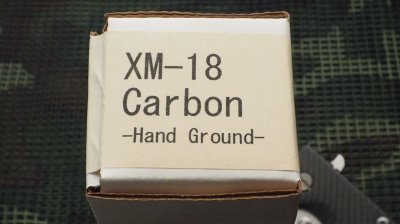 XM-18
Carbon
-Hand Ground-